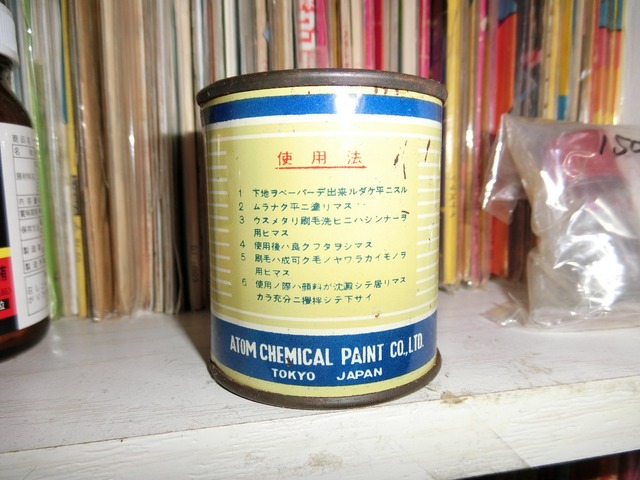 使用法
1 下地ヲペーパーデ出来ルダケ平ニスル
2 ムラナク平ニ塗リマス
3 ウスメタリ刷毛洗ヒニハシンナーヲ
用ヒマス
4 使用後ハ良クフタヲシマス
5 刷毛ハ成可ク毛ノヤワラカイモノヲ
用ヒマス
6 使用ノ際ハ顔料が沈澱シテ居リマス
カラ充分ニ攪拌シテ下サイ
ATOM CHEMICAL PAINT CO., LTD.
TOKYO JAPAN
150